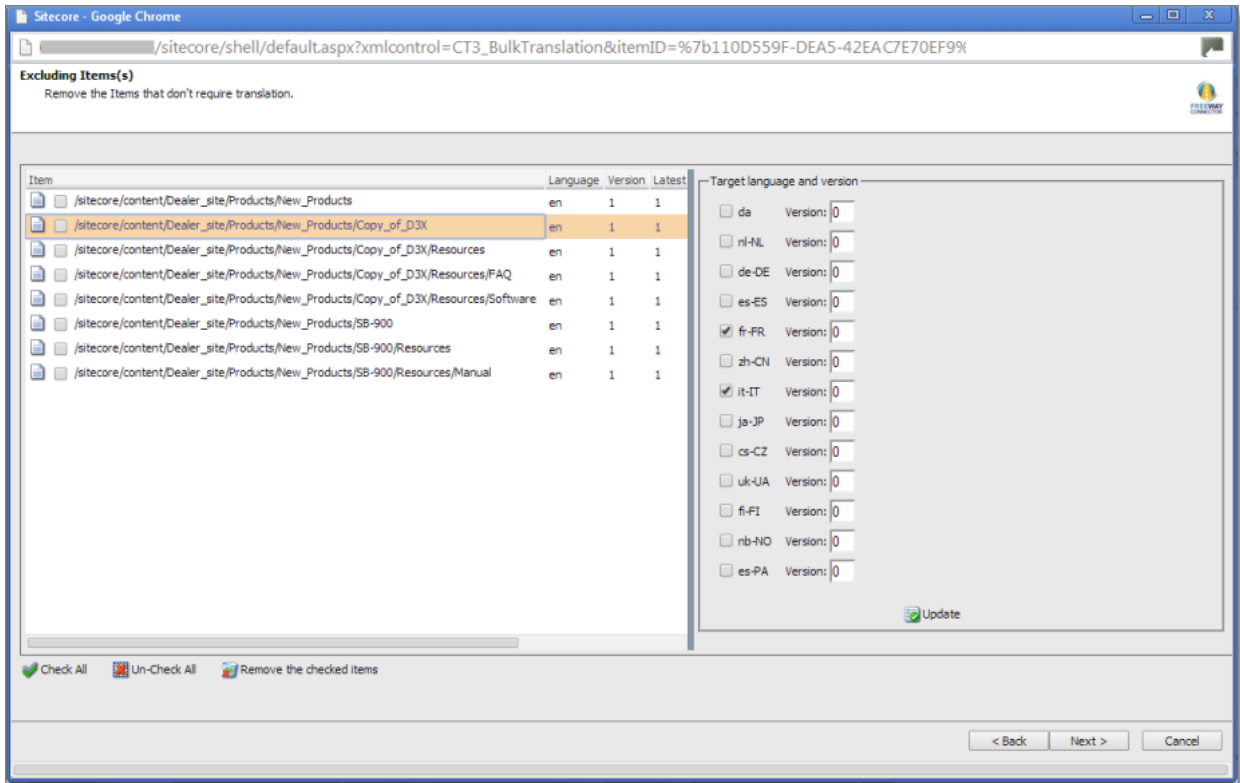 Sitecore - Google Chrome
/sitecore/shell/default.aspx?xmlcontrol=CT3_BulkTranslation&itemID=%7b110D559F-DEA5-42EAC7E70EF9%
Excluding Items(s)
Remove the Items that don't require translation.
FREEWAY
CONNECTOR
Item Language Version Latest
/sitecore/content/Dealer_site/Products/New_Products en 1 1
/sitecore/content/Dealer_site/Products/New_Products/Copy_of_D3X en 1 1
/sitecore/content/Dealer_site/Products/New_Products/Copy_of_D3X/Resources en 1 1
/sitecore/content/Dealer_site/Products/New_Products/Copy_of_D3X/Resources/FAQ en 1 1
/sitecore/content/Dealer_site/Products/New_Products/Copy_of_D3X/Resources/Software en 1 1
/sitecore/content/Dealer_site/Products/New_Products/SB-900 en 1 1
/sitecore/content/Dealer_site/Products/New_Products/SB-900/Resources en 1 1
/sitecore/content/Dealer_site/Products/New_Products/SB-900/Resources/Manual en 1 1
Target language and version
da Version: 0
nl-NL Version: 0
de-DE Version: 0
es-ES Version: 0
fr-FR Version: 0
zh-CN Version: 0
it-IT Version: 0
ja-JP Version: 0
cs-CZ Version: 0
uk-UA Version: 0
fi-FI Version: 0
nb-NO Version: 0
es-PA Version: 0
Update
Check All Un-Check All Remove the checked items
< Back Next > Cancel